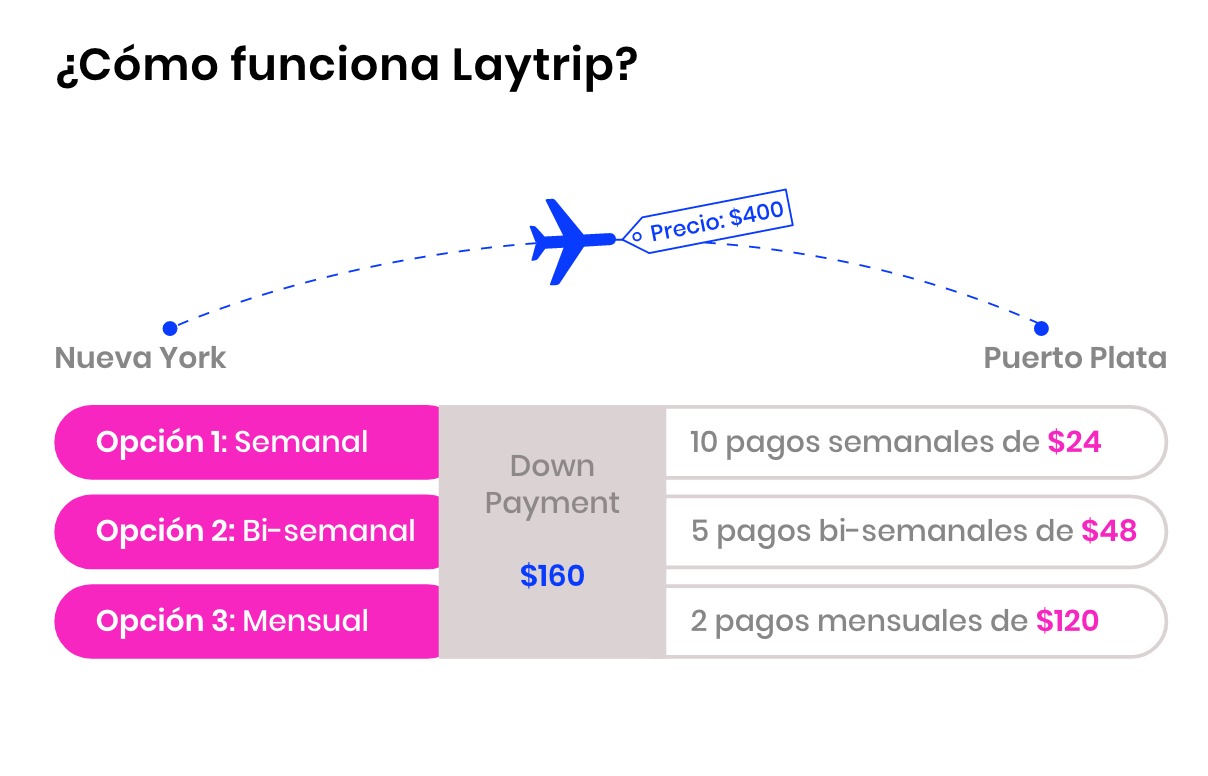 ¿Cómo funciona Laytrip?
Precio: $400
Nueva York
Puerto Plata
Opción 1: Semanal
Opción 2: Bi-semanal
Opción 3: Mensual
Down
Payment
$160
10 pagos semanales de $24
5 pagos bi-semanales de $48
2 pagos mensuales de $120